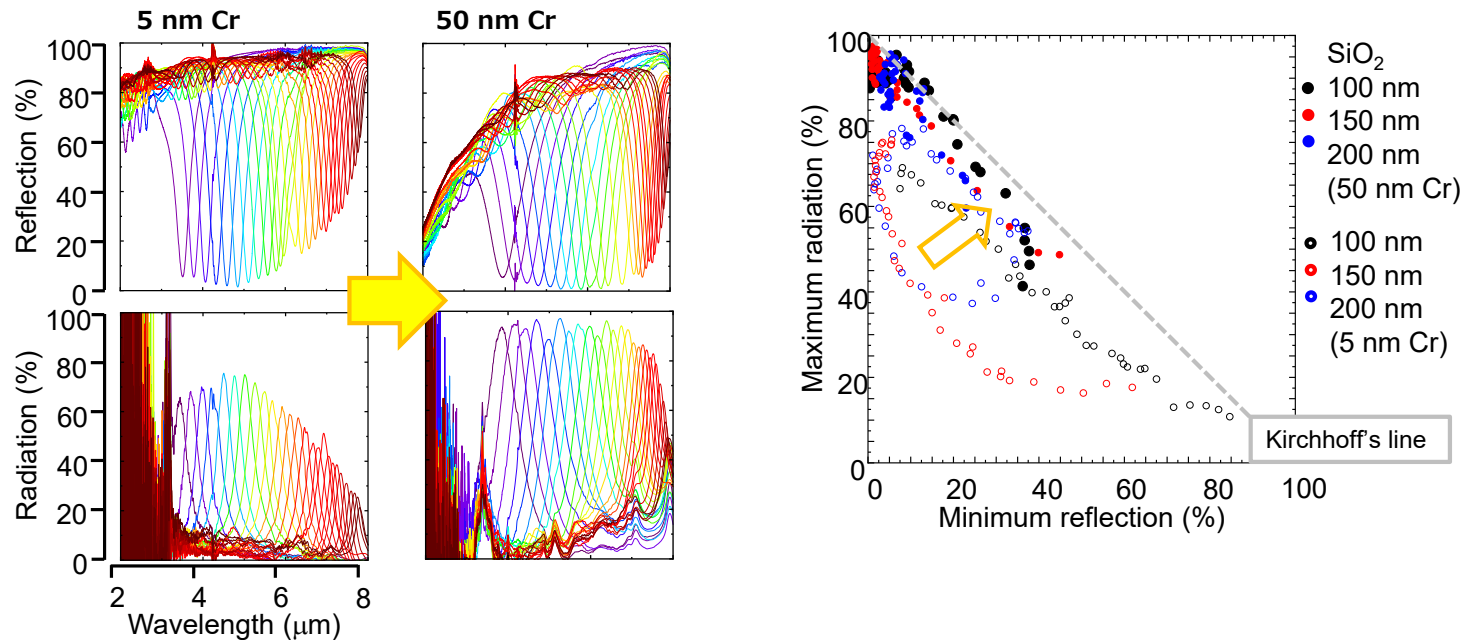 5 nm Cr
50 nm Cr
Reflection (%)
100
80
60
40
20
0
Radiation (%)
100
80
60
40
20
0
2
4
6
8
Wavelength (μm)
Maximum radiation (%)
100
80
60
40
20
0
0
20
40
60
80
100
Minimum reflection (%)
Kirchhoff's line
SiO₂
100 nm
150 nm
200 nm
(50 nm Cr)
100 nm
150 nm
200 nm
(5 nm Cr)